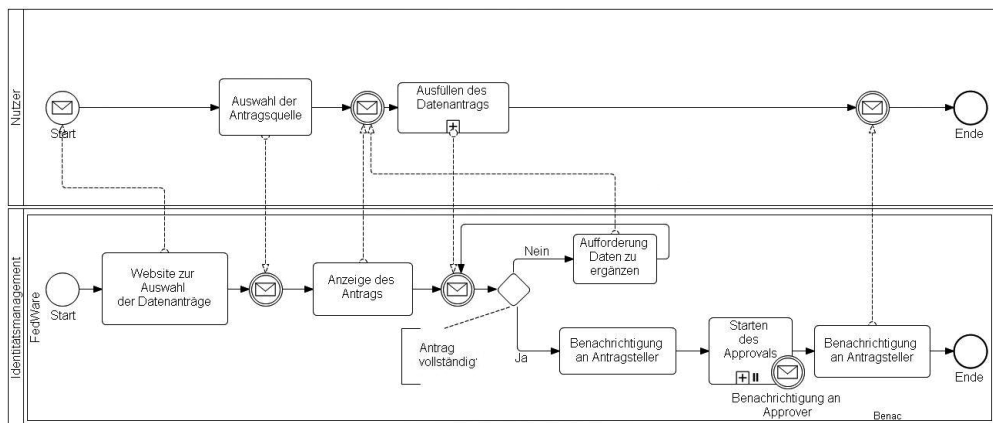 Nutzer
Start
Auswahl der
Antragsquelle
Ausfüllen des
Datenantrags
Ende
Identitätsmanagement
FedWare
Start
Website zur
Auswahl
der Datenanträge
Anzeige des
Antrags
Nein
Aufforderung
Daten zu
ergänzen
Antrag
vollständig
Ja
Benachrichtigung
an Antragsteller
Starten
des
Approvals
Benachrichtigung an
Approver
Benachrichtigung
an Antragsteller
Ende
Benac